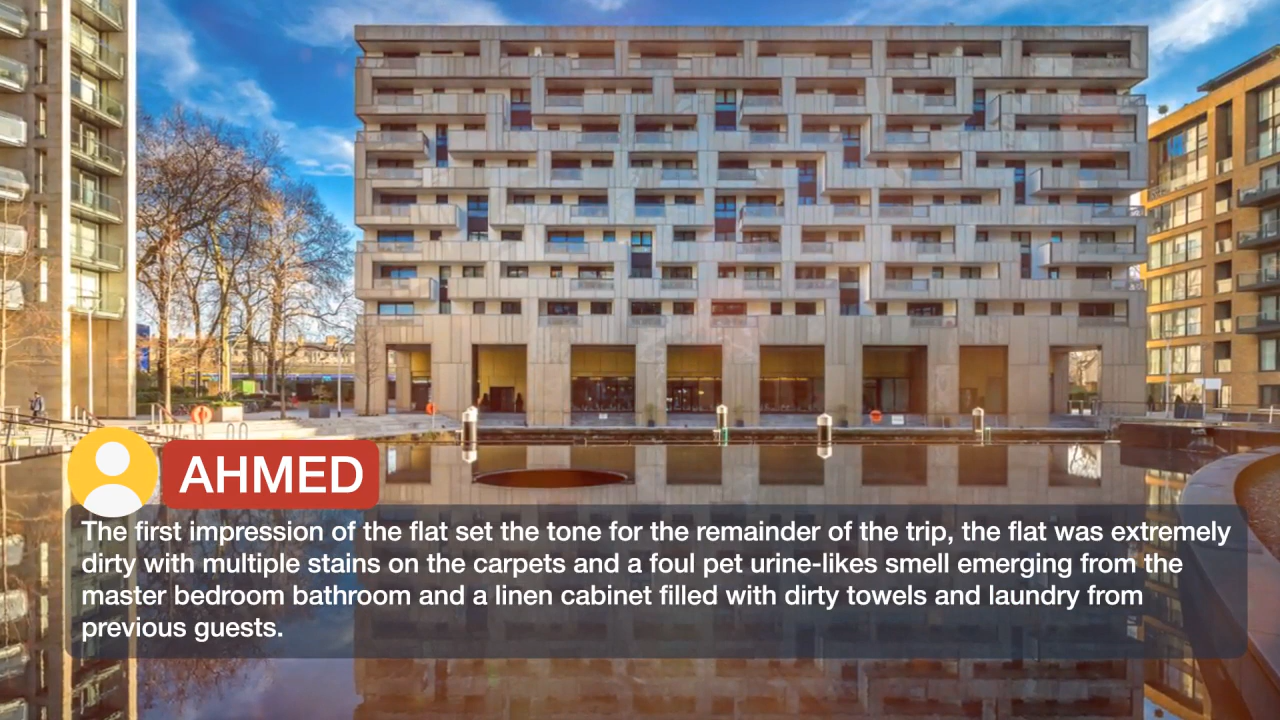 AHMED
The first impression of the flat set the tone for the remainder of the trip, the flat was extremely
dirty with multiple stains on the carpets and a foul pet urine-likes smell emerging from the
master bedroom bathroom and a linen cabinet filled with dirty towels and laundry from
previous guests.